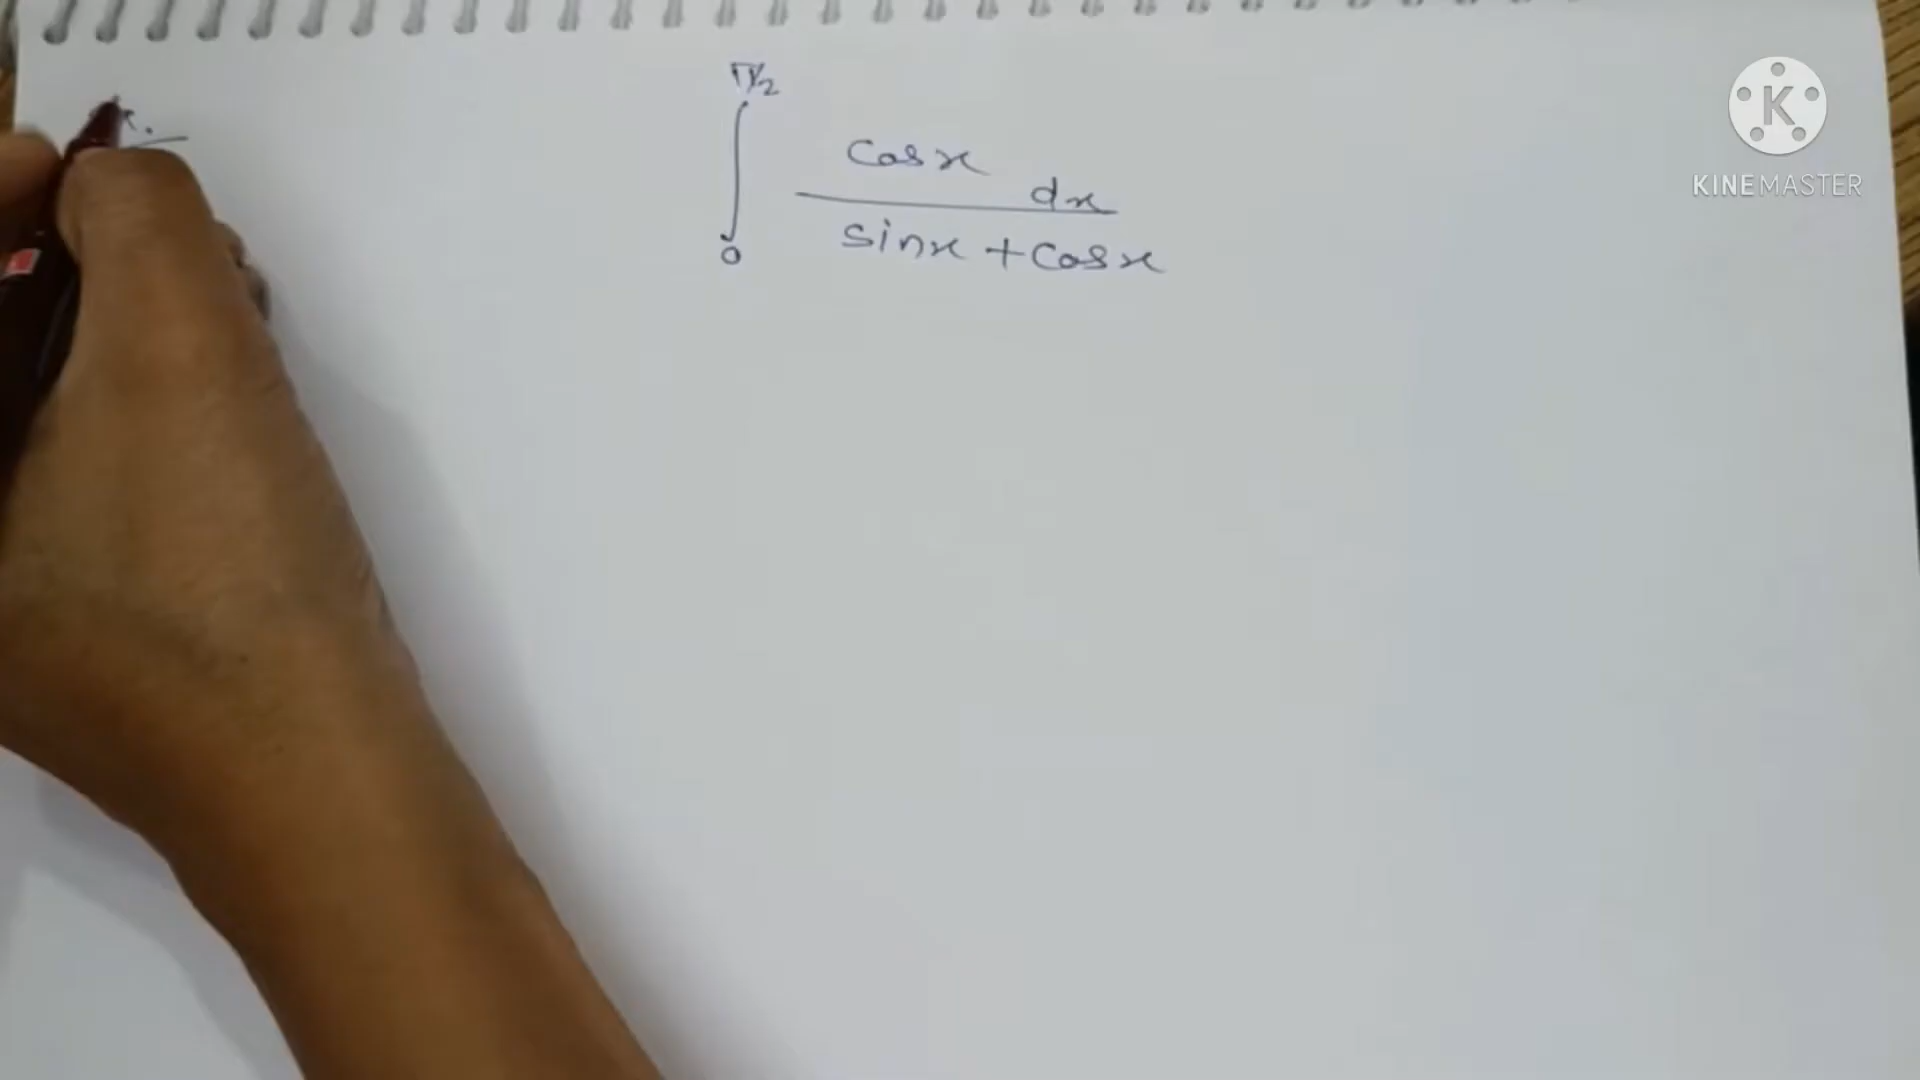 π/2
∫ cosx dx
0 sinx + cosx
KINEMASTER